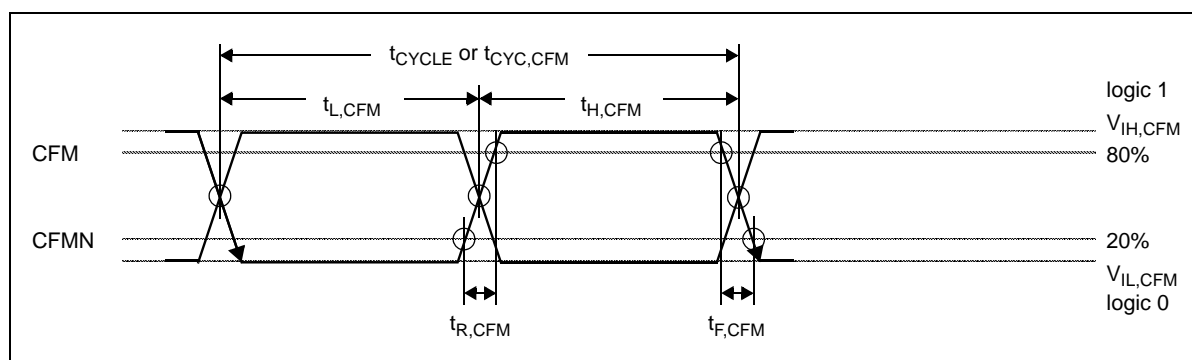 tCYCLE or tCYC,CFM
tL,CFM
tH,CFM
logic 1
VIH,CFM
CFM
80%
CFMN
20%
VIL,CFM
logic 0
tR,CFM
tF,CFM